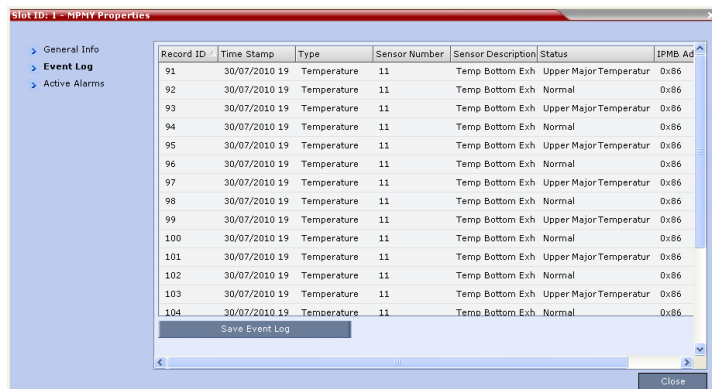 Slot ID: 1 - MPMY Properties
General Info
Event Log
Active Alarms
Record ID Time Stamp Type Sensor Number Sensor Description Status IPMB Ad
91 30/07/2010 19 Temperature 11 Temp Bottom Exh Upper Major Temperatur 0x86
92 30/07/2010 19 Temperature 11 Temp Bottom Exh Normal 0x86
93 30/07/2010 19 Temperature 11 Temp Bottom Exh Upper Major Temperatur 0x86
94 30/07/2010 19 Temperature 11 Temp Bottom Exh Normal 0x86
95 30/07/2010 19 Temperature 11 Temp Bottom Exh Upper Major Temperatur 0x86
96 30/07/2010 19 Temperature 11 Temp Bottom Exh Normal 0x86
97 30/07/2010 19 Temperature 11 Temp Bottom Exh Upper Major Temperatur 0x86
98 30/07/2010 19 Temperature 11 Temp Bottom Exh Normal 0x86
99 30/07/2010 19 Temperature 11 Temp Bottom Exh Upper Major Temperatur 0x86
100 30/07/2010 19 Temperature 11 Temp Bottom Exh Normal 0x86
101 30/07/2010 19 Temperature 11 Temp Bottom Exh Upper Major Temperatur 0x86
102 30/07/2010 19 Temperature 11 Temp Bottom Exh Normal 0x86
103 30/07/2010 19 Temperature 11 Temp Bottom Exh Upper Major Temperatur 0x86
104 30/07/2010 19 Temperature 11 Temp Bottom Exh Normal 0x86
Save Event Log
Close